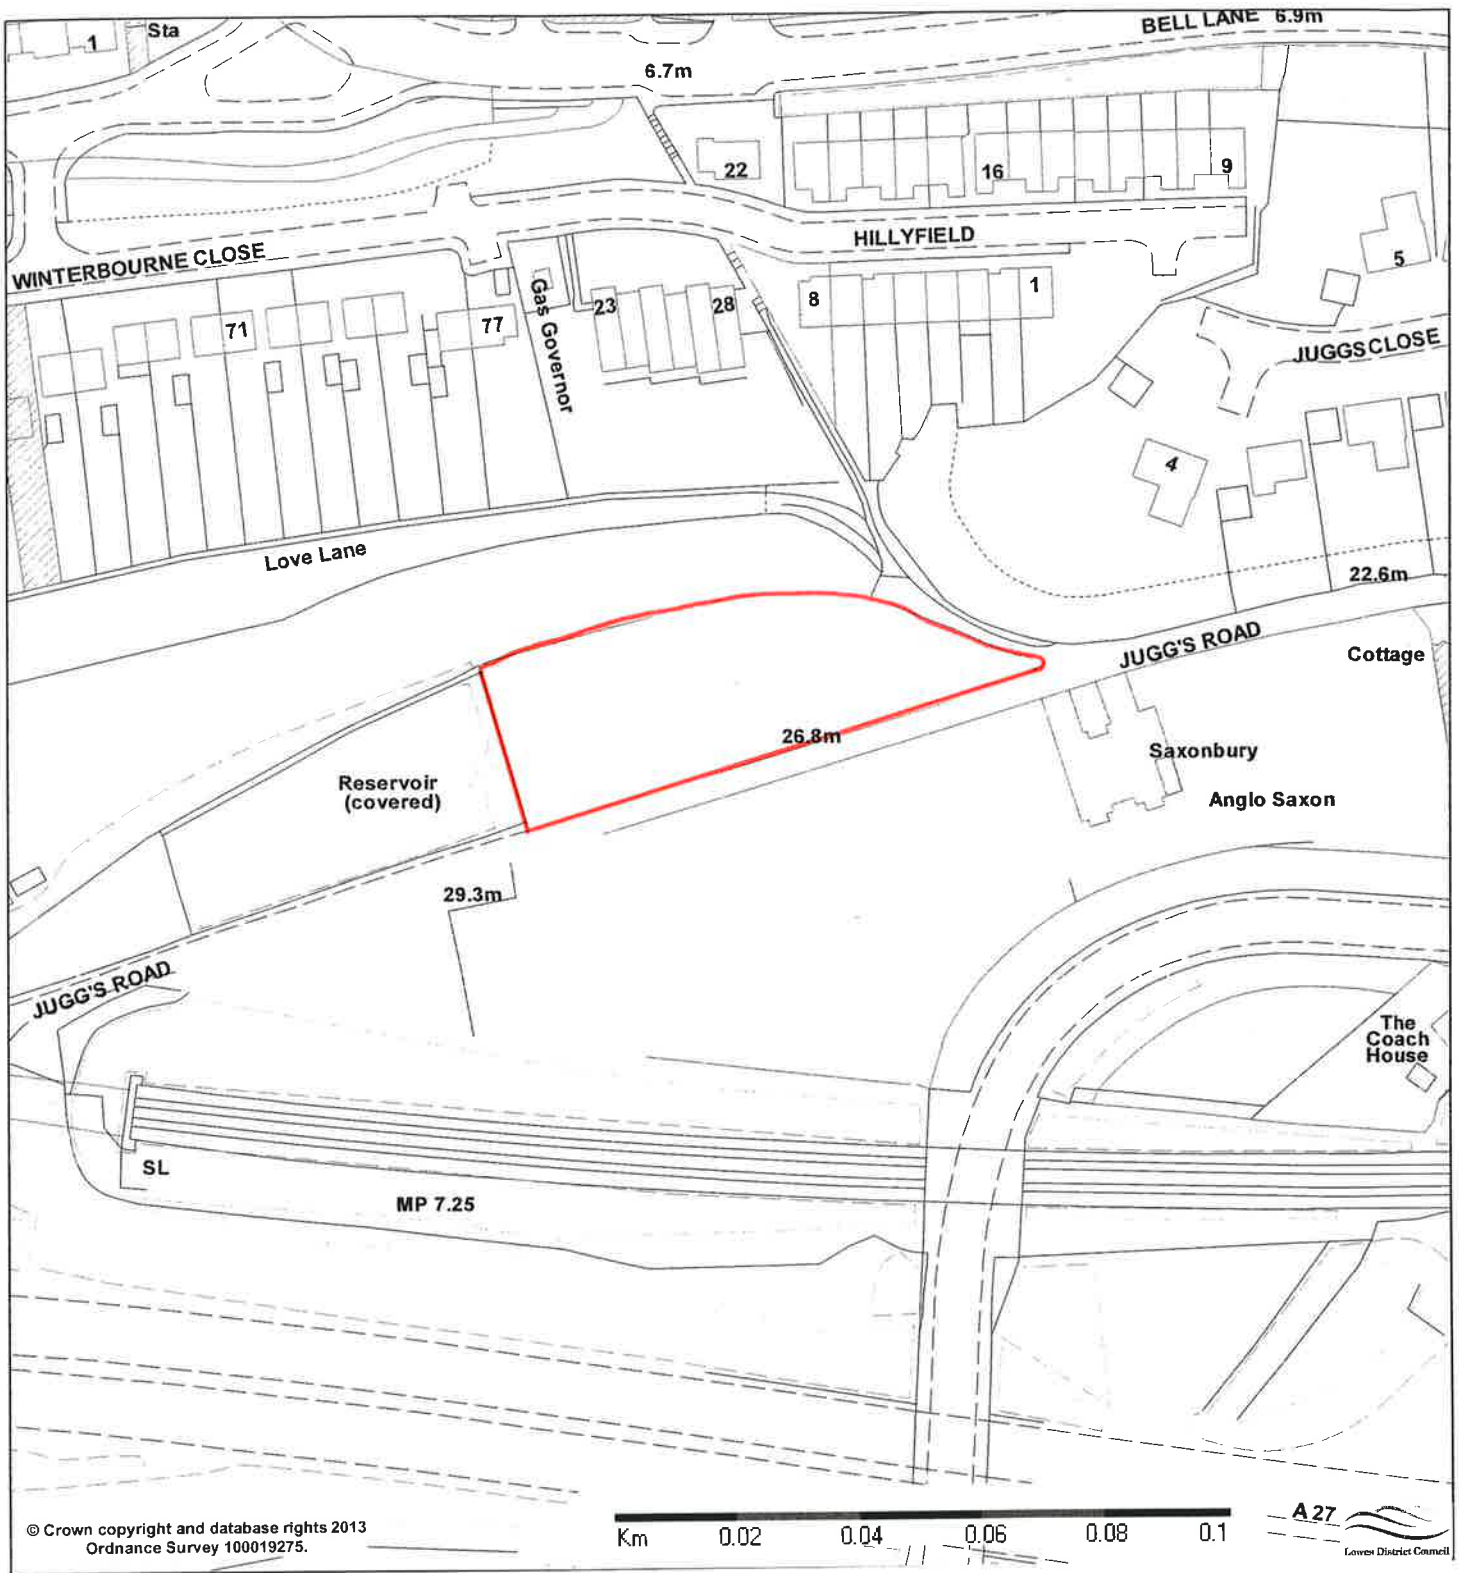 BELL LANE 6.9m
1
Sta
6.7m
22
16
9
HILLYFIELD
WINTERBOURNE CLOSE
5
Gas Governor
71
77
23
28
8
1
JUGGS CLOSE
4
Love Lane
22.6m
JUGG'S ROAD
Cottage
26.8m
Saxonbury
Reservoir
(covered)
Anglo Saxon
29.3m
JUGG'S ROAD
The
Coach
House
SL
MP 7.25
© Crown copyright and database rights 2013
Ordnance Survey 100019275.
Km 0.02 0.04 0.06 0.08 0.1
A 27
Lewes District Council